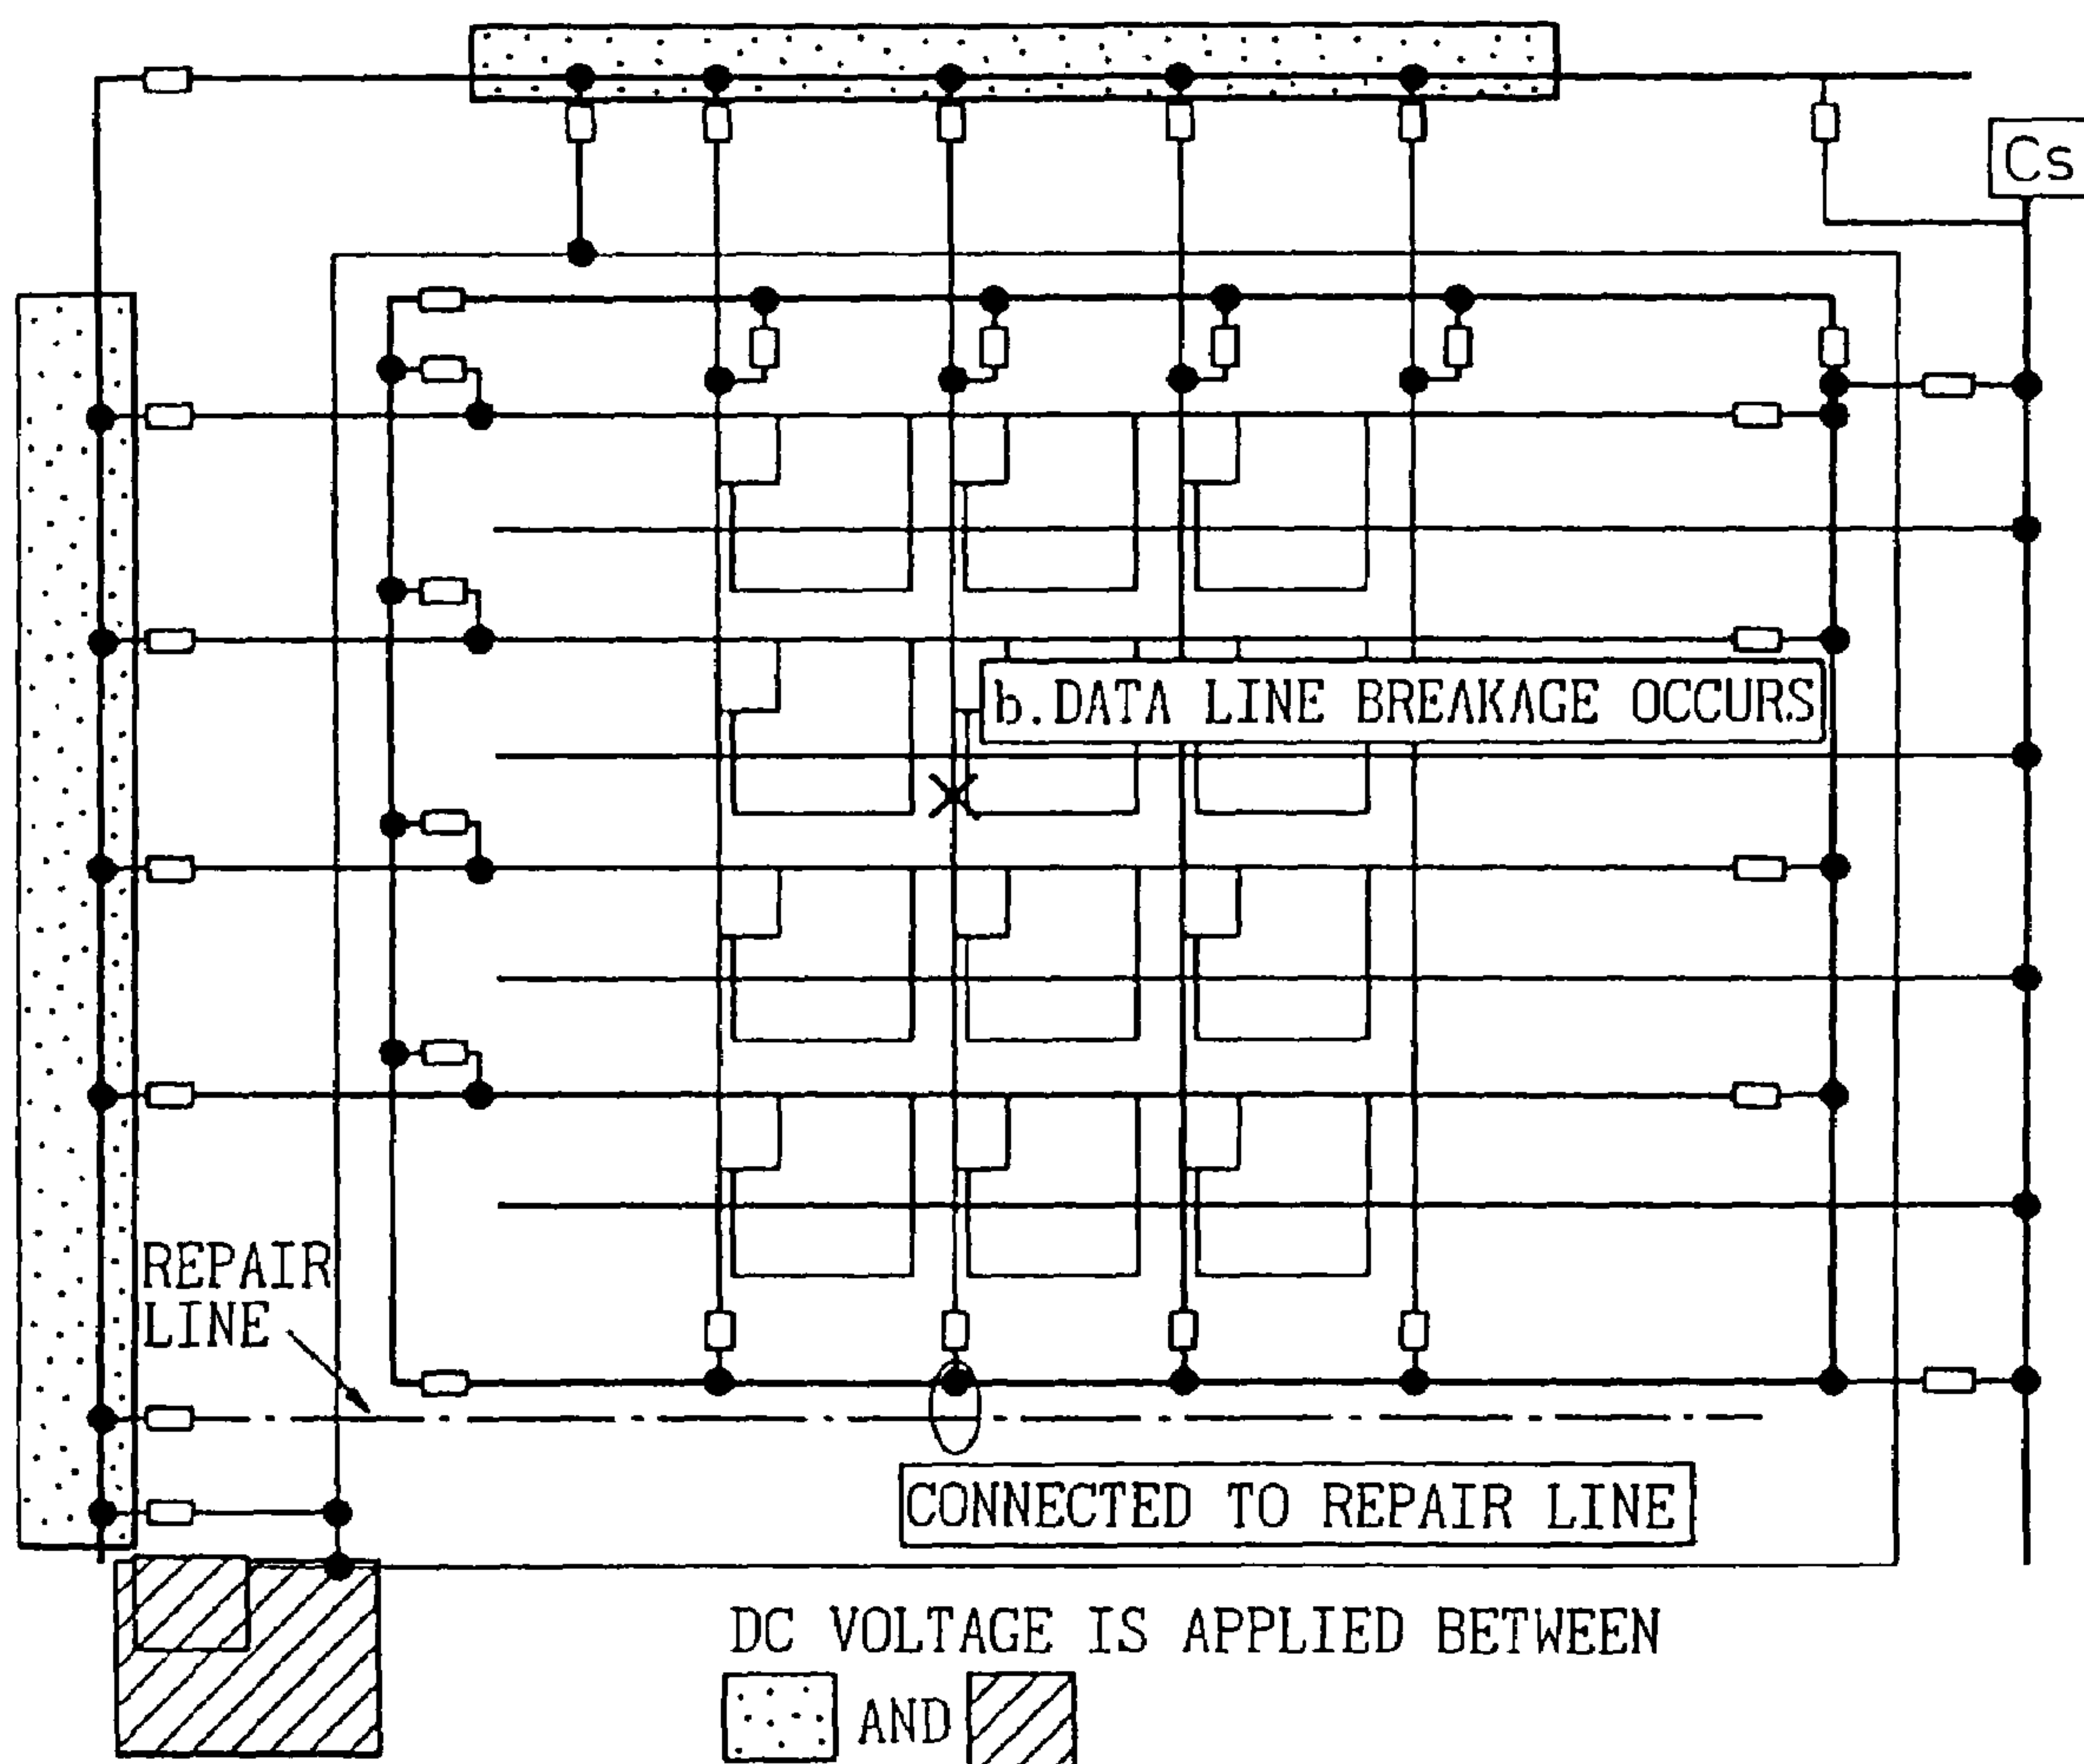 Cs
b.DATA LINE BREAKAGE OCCURS
REPAIR
LINE
CONNECTED TO REPAIR LINE
DC VOLTAGE IS APPLIED BETWEEN
AND